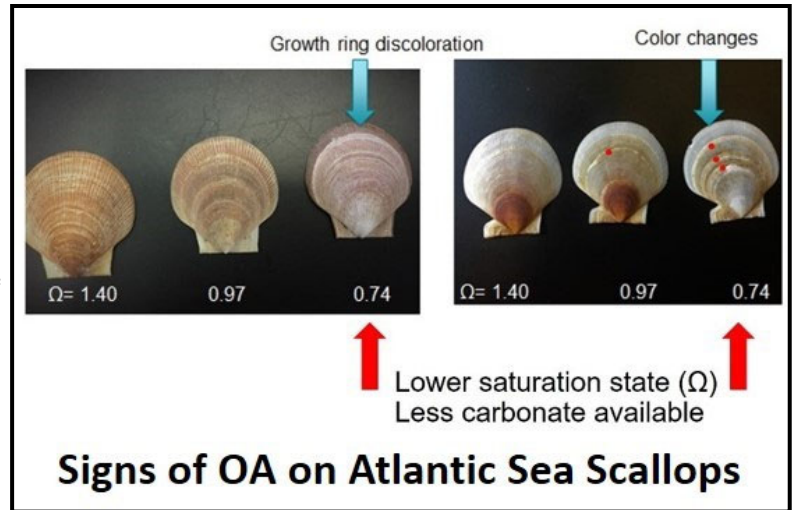 Growth ring discoloration
Color changes
Ω= 1.40 0.97 0.74
Ω= 1.40 0.97 0.74
Lower saturation state (Ω)
Less carbonate available
Signs of OA on Atlantic Sea Scallops